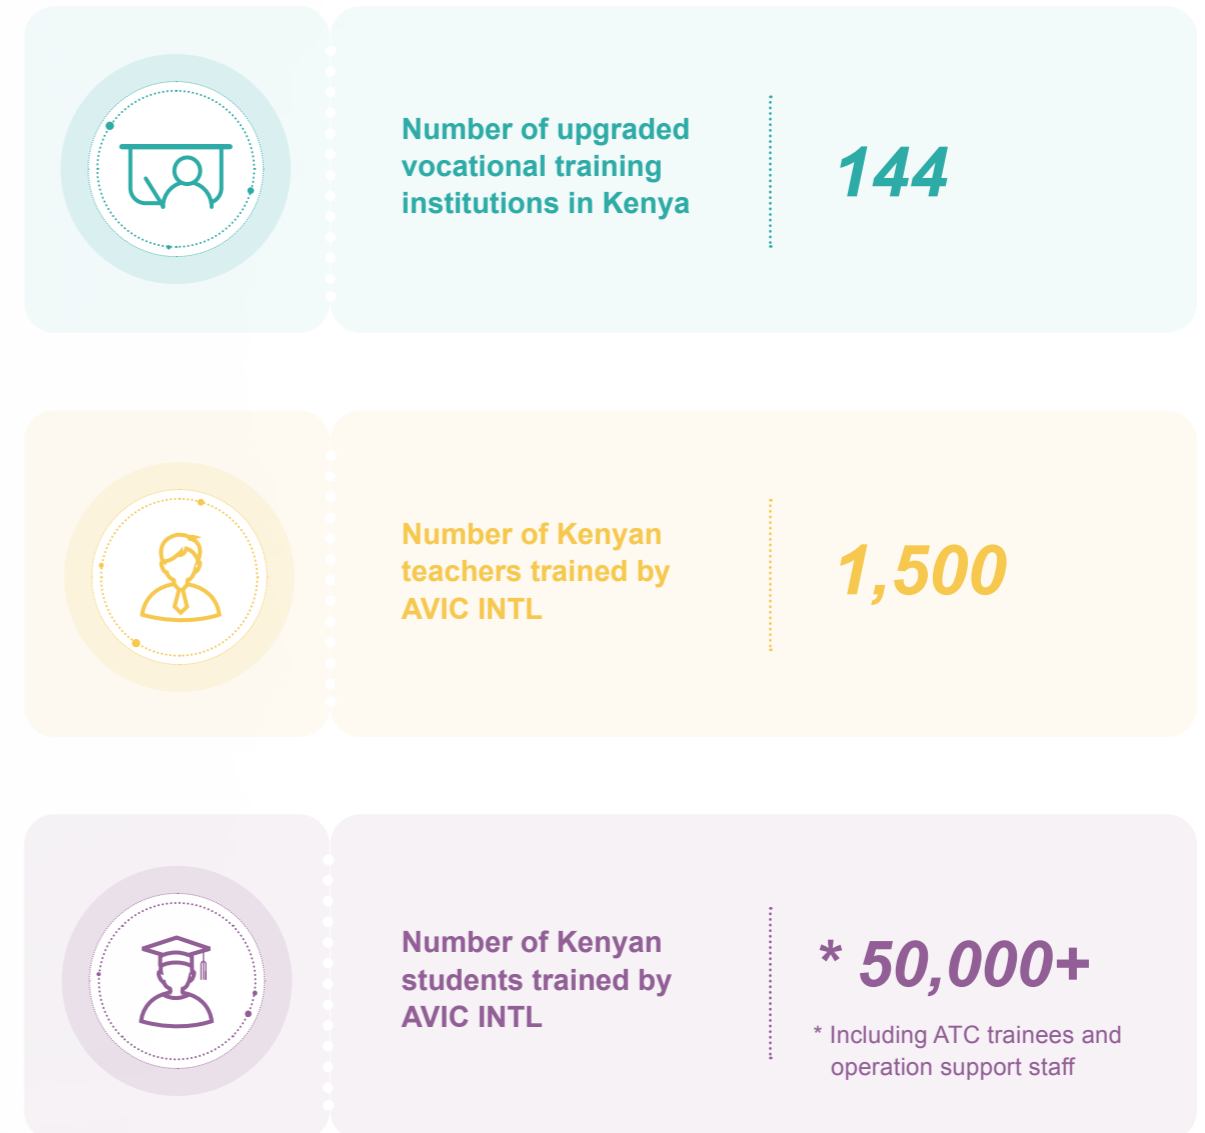 Number of upgraded
vocational training
institutions in Kenya
144
Number of Kenyan
teachers trained by
AVIC INTL
1,500
Number of Kenyan
students trained by
AVIC INTL
* 50,000+
* Including ATC trainees and
operation support staff